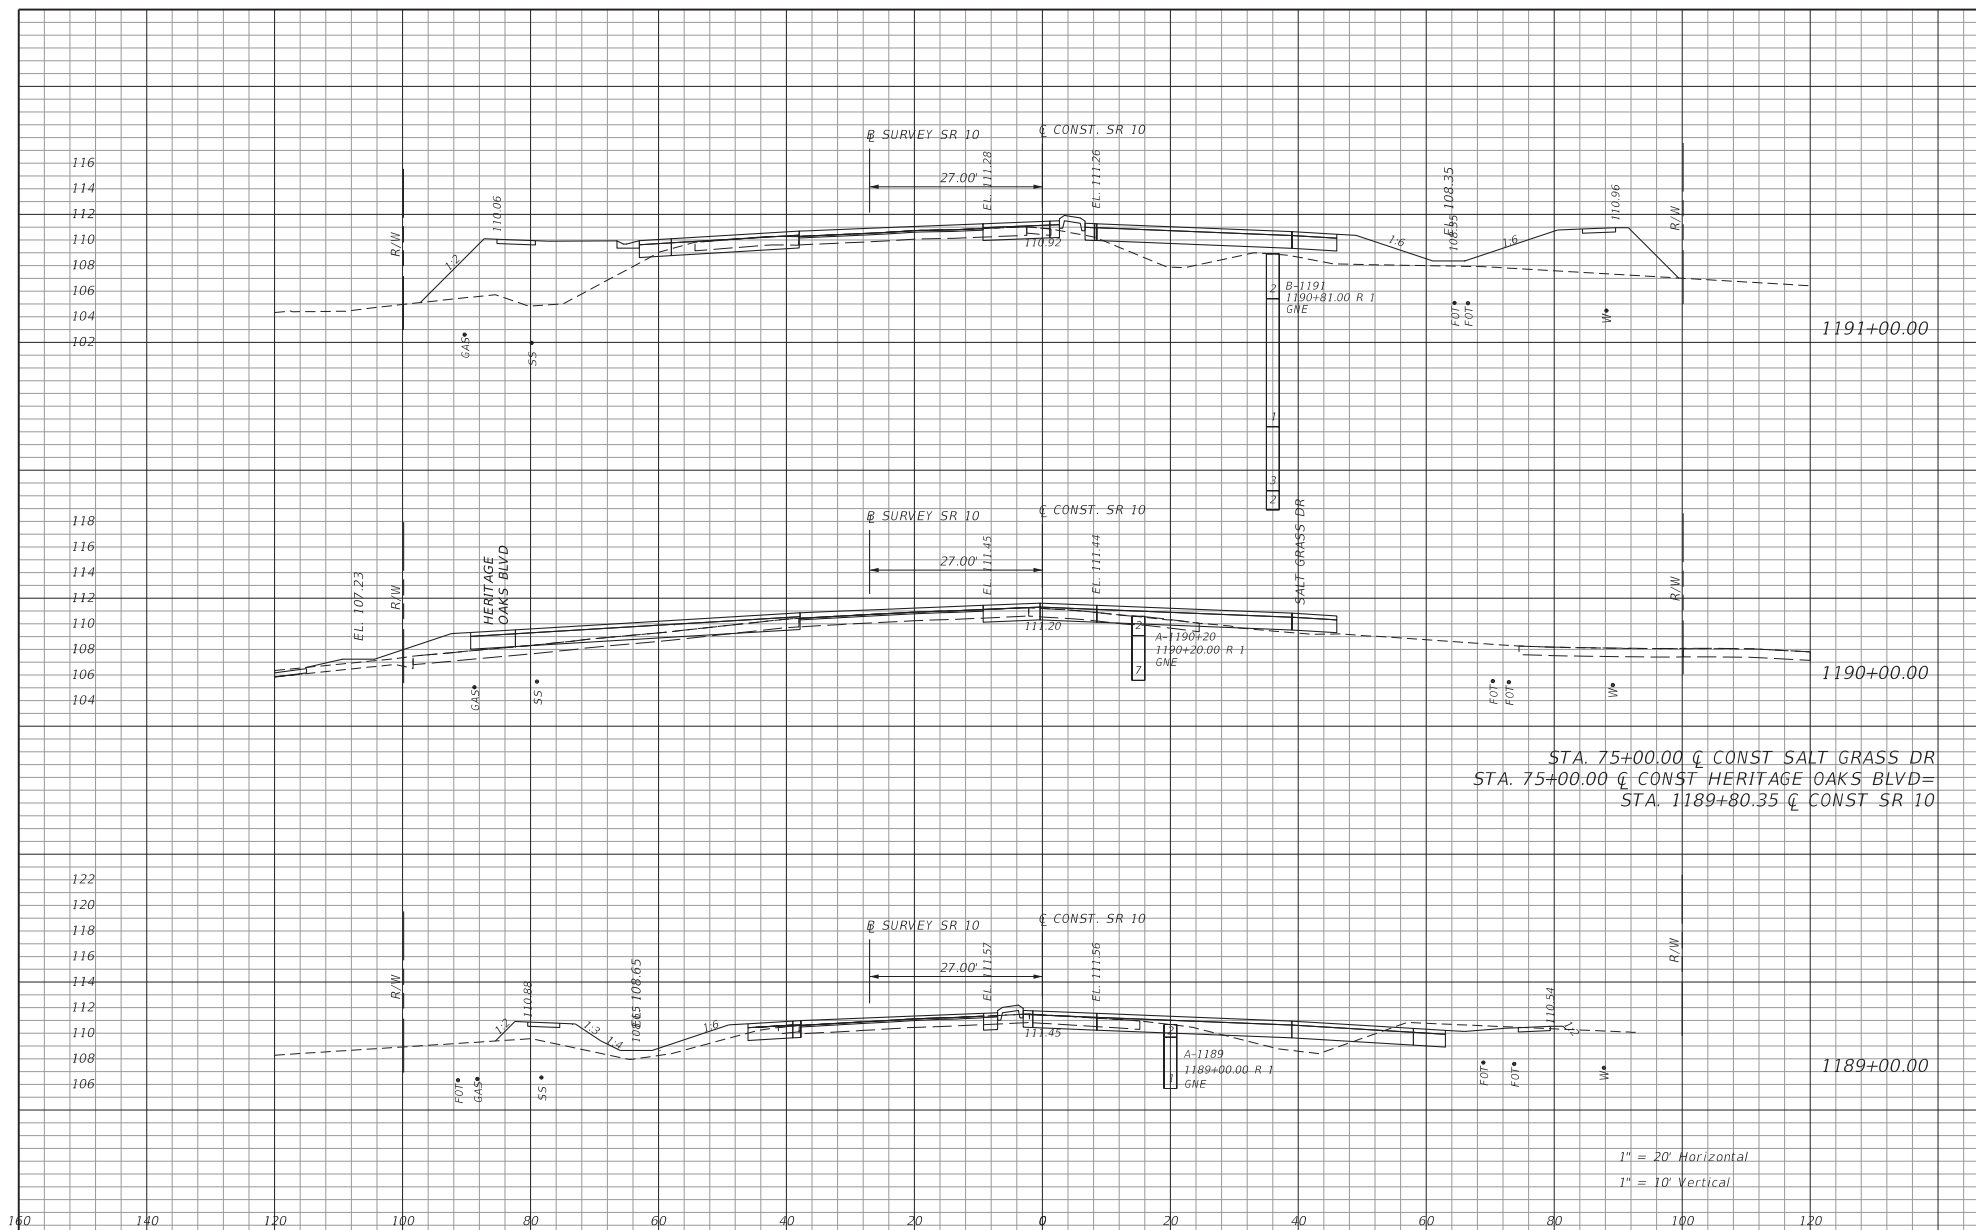 ℄ CONST. SR 10
B̲L SURVEY SR 10
EL. 111.28
EL. 111.26
27.00'
116
114
112
110
108
106
104
102
R/W
110.06
1:2
110.92
1:6
EL. 108.35
1:6
110.96
R/W
2
B-1191
1190+81.00 R 1
GNE
1
3
2
GAS
SS
FOT
FOT
W
1191+00.00
℄ CONST. SR 10
B̲L SURVEY SR 10
EL. 111.45
EL. 111.44
27.00'
SALT GRASS DR
118
116
114
112
110
108
106
104
EL. 107.23
R/W
HERITAGE
OAKS BLVD
111.20
R/W
2
A-1190+20
1190+20.00 R 1
GNE
7
GAS
SS
FOT
FOT
W
1190+00.00
STA. 75+00.00 ℄ CONST SALT GRASS DR
STA. 75+00.00 ℄ CONST HERITAGE OAKS BLVD=
STA. 1189+80.35 ℄ CONST SR 10
℄ CONST. SR 10
B̲L SURVEY SR 10
EL. 111.57
EL. 111.56
27.00'
122
120
118
116
114
112
110
108
106
R/W
1:2
110.88
1:3
1:4
108.65
1:6
111.45
110.54
1:2
R/W
2
A-1189
1189+00.00 R 1
GNE
1
FOT
GAS
SS
FOT
FOT
W
1189+00.00
1" = 20' Horizontal
1" = 10' Vertical
160 140 120 100 80 60 40 20 0 20 40 60 80 100 120